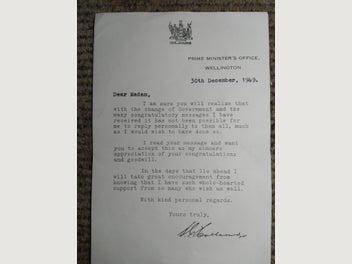 PRIME MINISTER'S OFFICE,
WELLINGTON
30th December, 1949.
Dear Madam,
I am sure you will realise that
with the change of Government and the
many congratulatory messages I have
received it has not been possible for
me to reply personally to them all, much
as I would wish to have done so.
I read your message and want
you to accept this as my sincere
appreciation of your congratulations
and goodwill.
In the days that lie ahead I
will take great encouragement from
knowing that I have such whole-hearted
support from so many who wish us well.
With kind personal regards.
Yours truly,